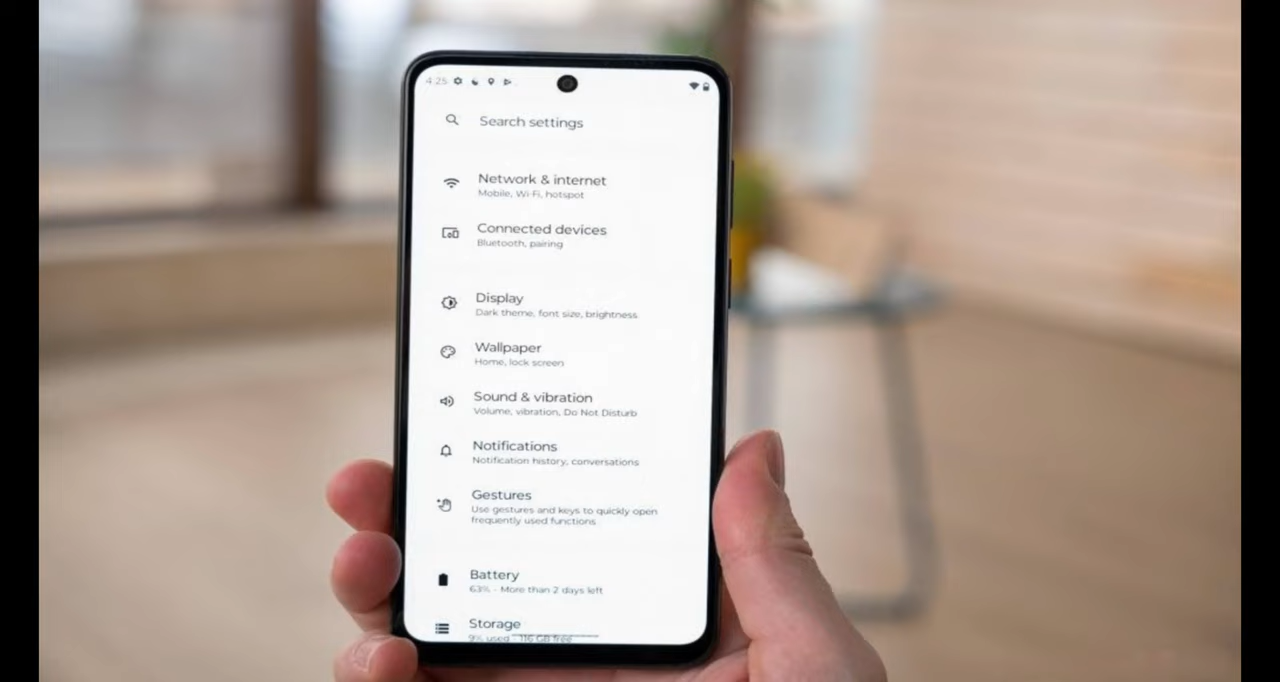 4:25
Search settings
Network & internet
Mobile, Wi-Fi, hotspot
Connected devices
Bluetooth, pairing
Display
Dark theme, font size, brightness
Wallpaper
Home, lock screen
Sound & vibration
Volume, vibration, Do Not Disturb
Notifications
Notification history, conversations
Gestures
Use gestures and keys to quickly open
frequently used functions
Battery
63% - More than 2 days left
Storage
9% used - 116 GB free